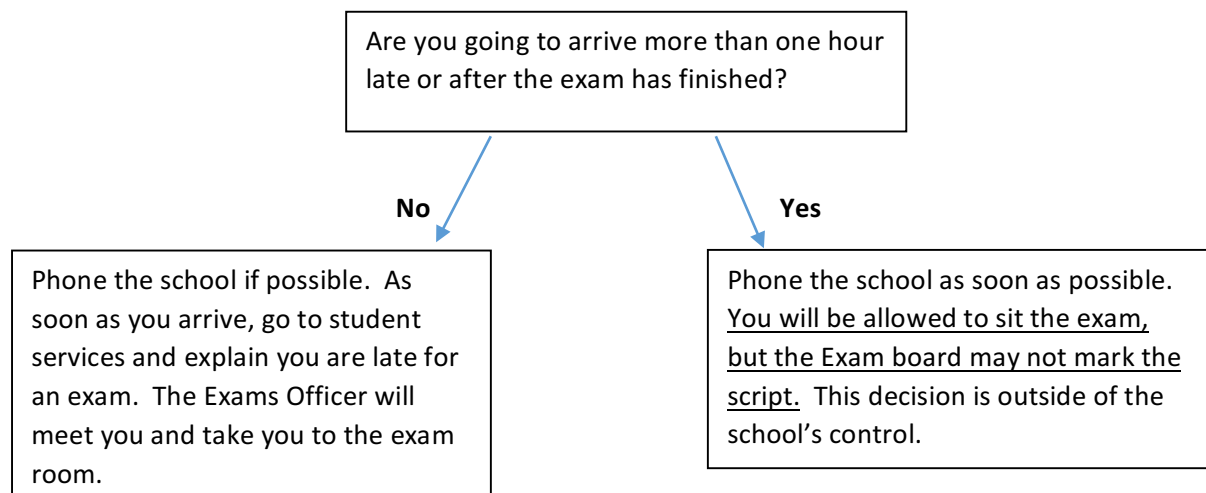 Are you going to arrive more than one hour
late or after the exam has finished?
No
Yes
Phone the school if possible.  As
soon as you arrive, go to student
services and explain you are late for
an exam.  The Exams Officer will
meet you and take you to the exam
room.
Phone the school as soon as possible.
You will be allowed to sit the exam,
but the Exam board may not mark the
script.  This decision is outside of the
school’s control.